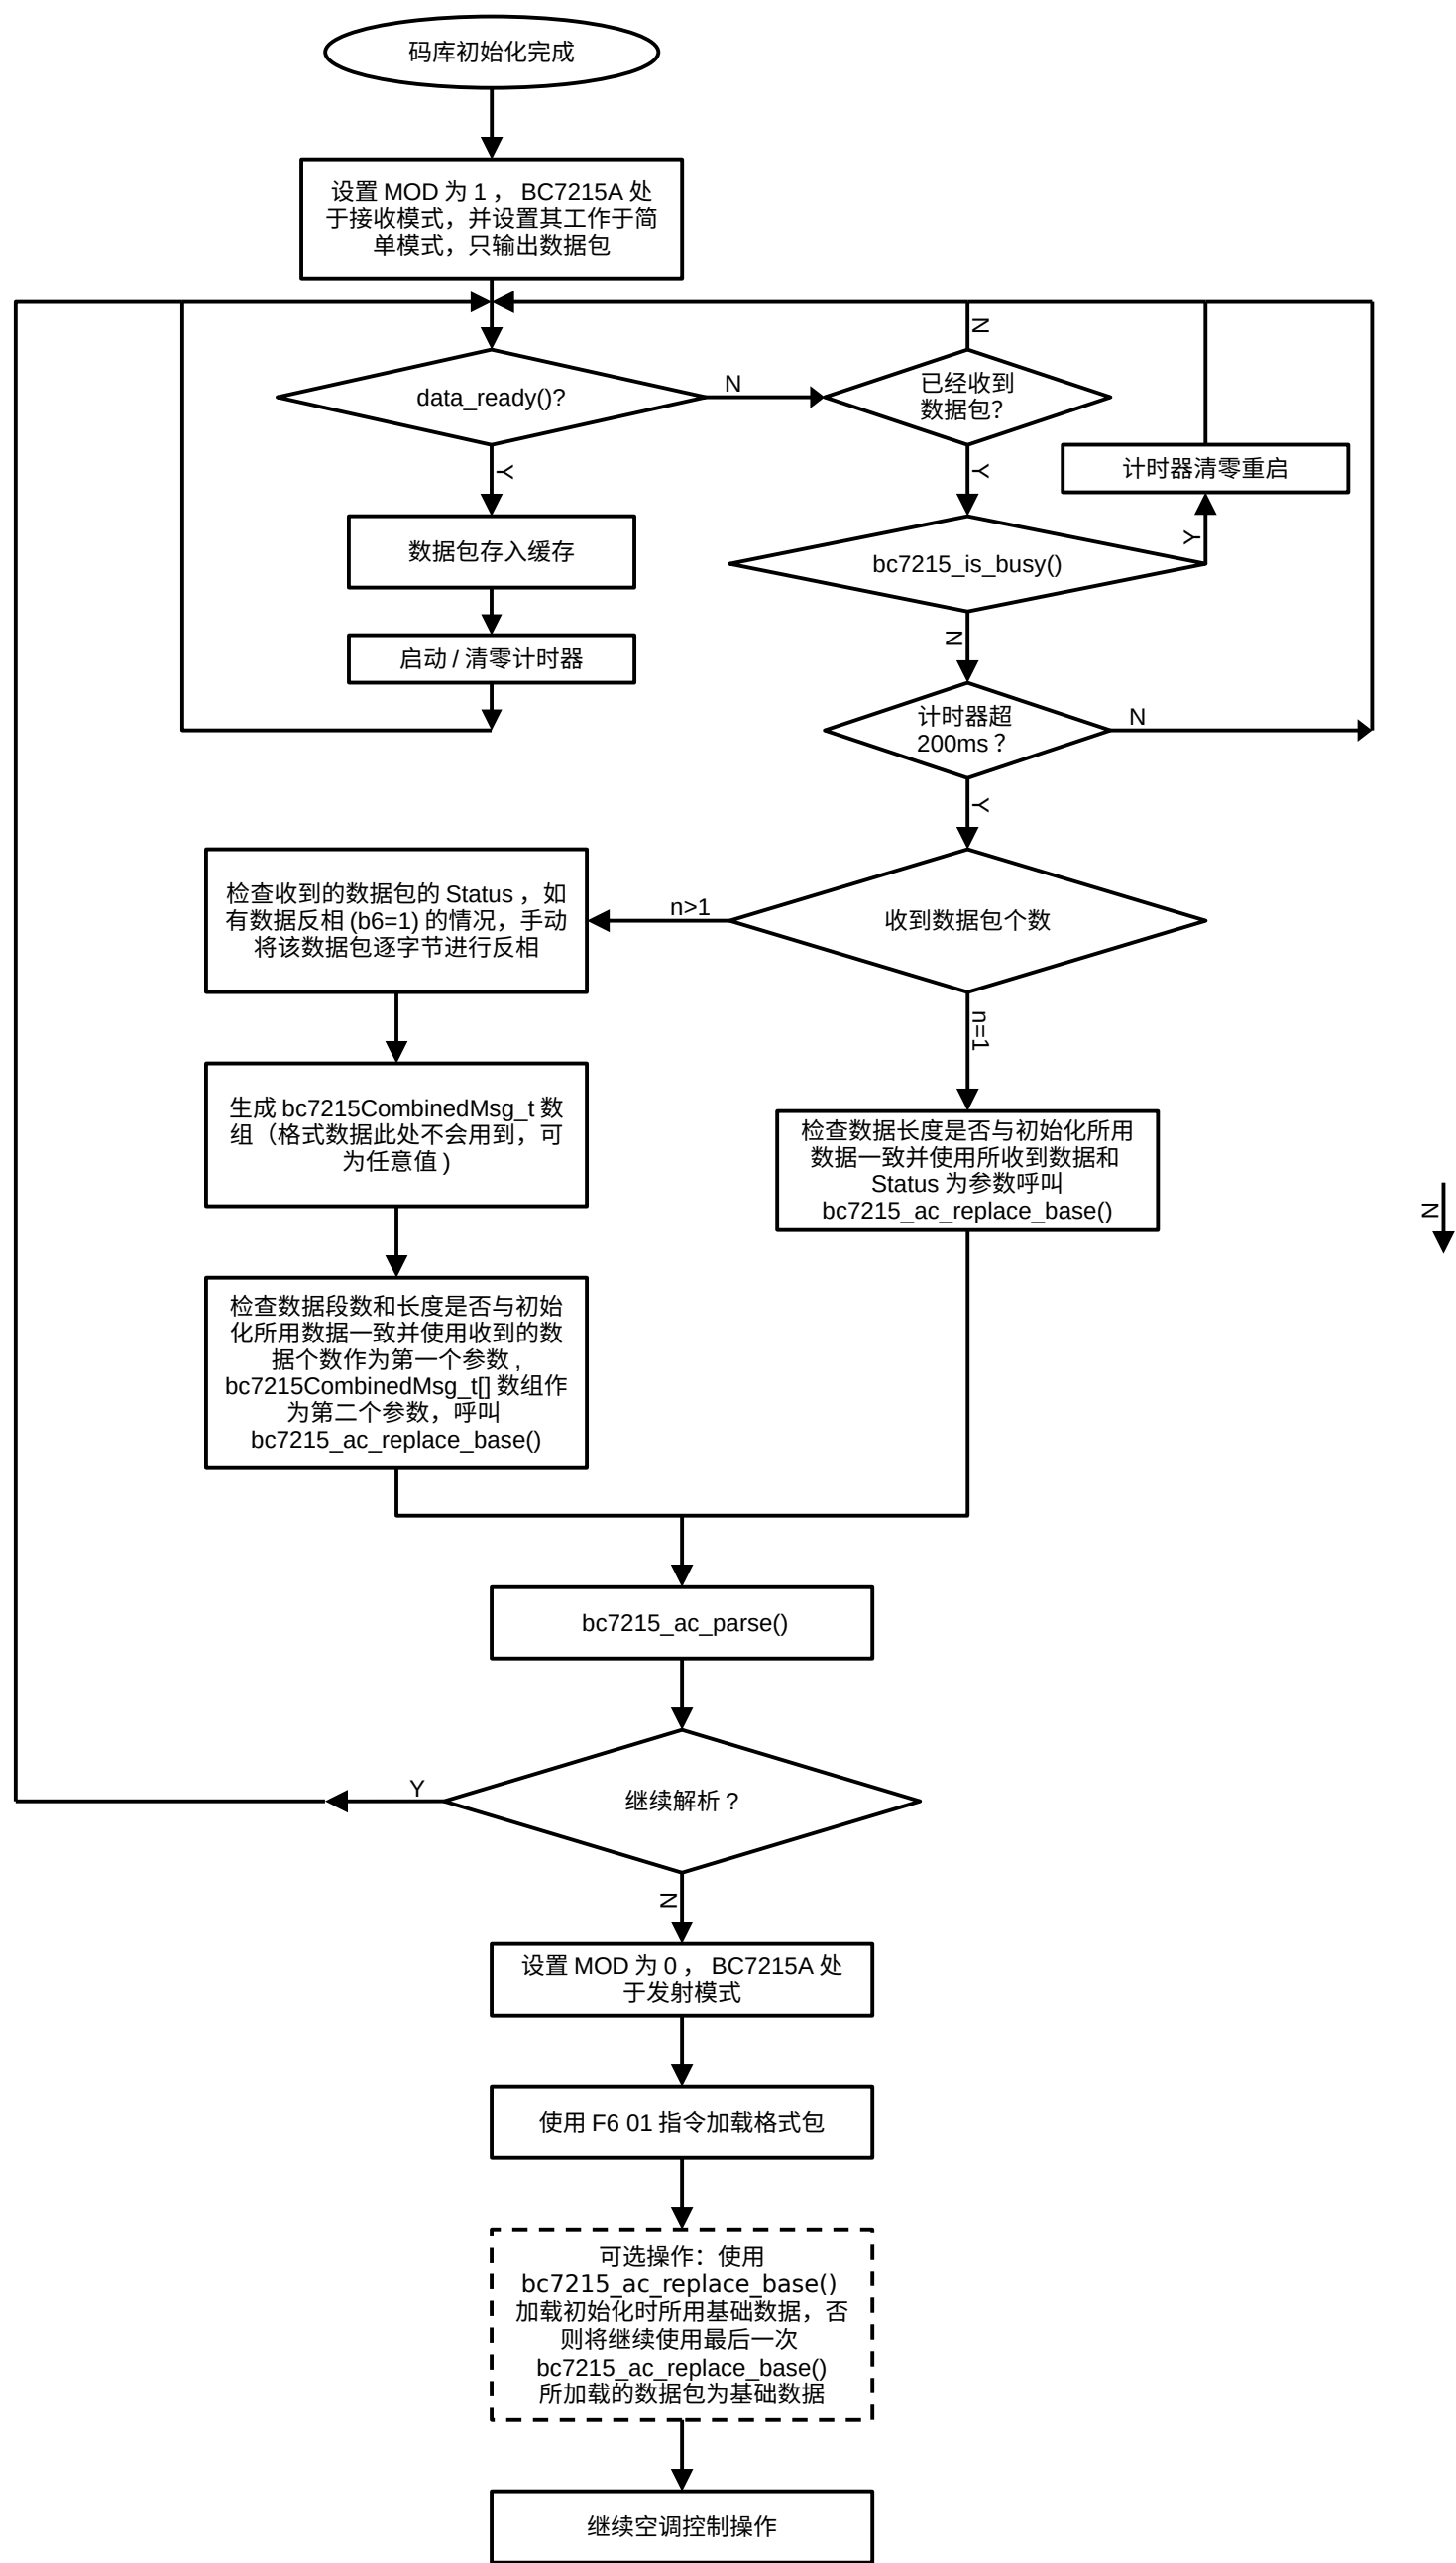 码库初始化完成
设置 MOD 为 1 ， BC7215A 处
于接收模式，并设置其工作于简
单模式，只输出数据包
N
data_ready()?
N
已经收到
数据包？
Y
Y
计时器清零重启
数据包存入缓存
Y
bc7215_is_busy()
N
启动 / 清零计时器
计时器超
200ms ？
N
Y
检查收到的数据包的 Status ，如
有数据反相 (b6=1) 的情况，手动
将该数据包逐字节进行反相
n>1
收到数据包个数
n=1
生成 bc7215CombinedMsg_t 数
组（格式数据此处不会用到，可
为任意值 )
检查数据长度是否与初始化所用
数据一致并使用所收到数据和
Status 为参数呼叫
bc7215_ac_replace_base()
N
检查数据段数和长度是否与初始
化所用数据一致并使用收到的数
据个数作为第一个参数 ,
bc7215CombinedMsg_t[] 数组作
为第二个参数，呼叫
bc7215_ac_replace_base()
bc7215_ac_parse()
Y
继续解析？
N
设置 MOD 为 0 ， BC7215A 处
于发射模式
使用 F6 01 指令加载格式包
可选操作：使用
bc7215_ac_replace_base()
加载初始化时所用基础数据，否
则将继续使用最后一次
bc7215_ac_replace_base()
所加载的数据包为基础数据
继续空调控制操作